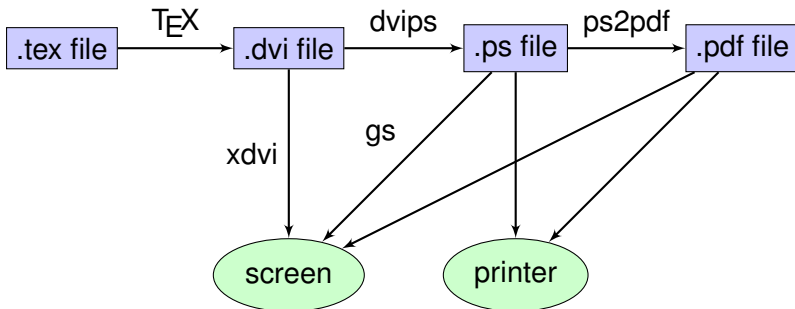 TEX
dvips
ps2pdf
.tex file
.dvi file
.ps file
.pdf file
xdvi
gs
screen
printer